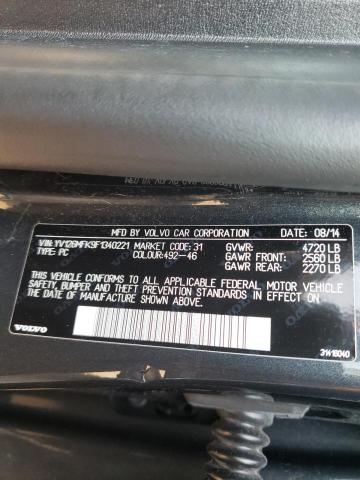 MFD BY VOLVO CAR CORPORATION DATE: 08/14
VIN: YV126MFK9F1340221 MARKET CODE: 31 GVWR: 4720 LB
TYPE: PC COLOUR:492-46 GAWR FRONT: 2560 LB
GAWR REAR: 2270 LB
THIS VEHICLE CONFORMS TO ALL APPLICABLE FEDERAL MOTOR VEHICLE
SAFETY, BUMPER AND THEFT PREVENTION STANDARDS IN EFFECT ON
THE DATE OF MANUFACTURE SHOWN ABOVE.
VOLVO 31416040